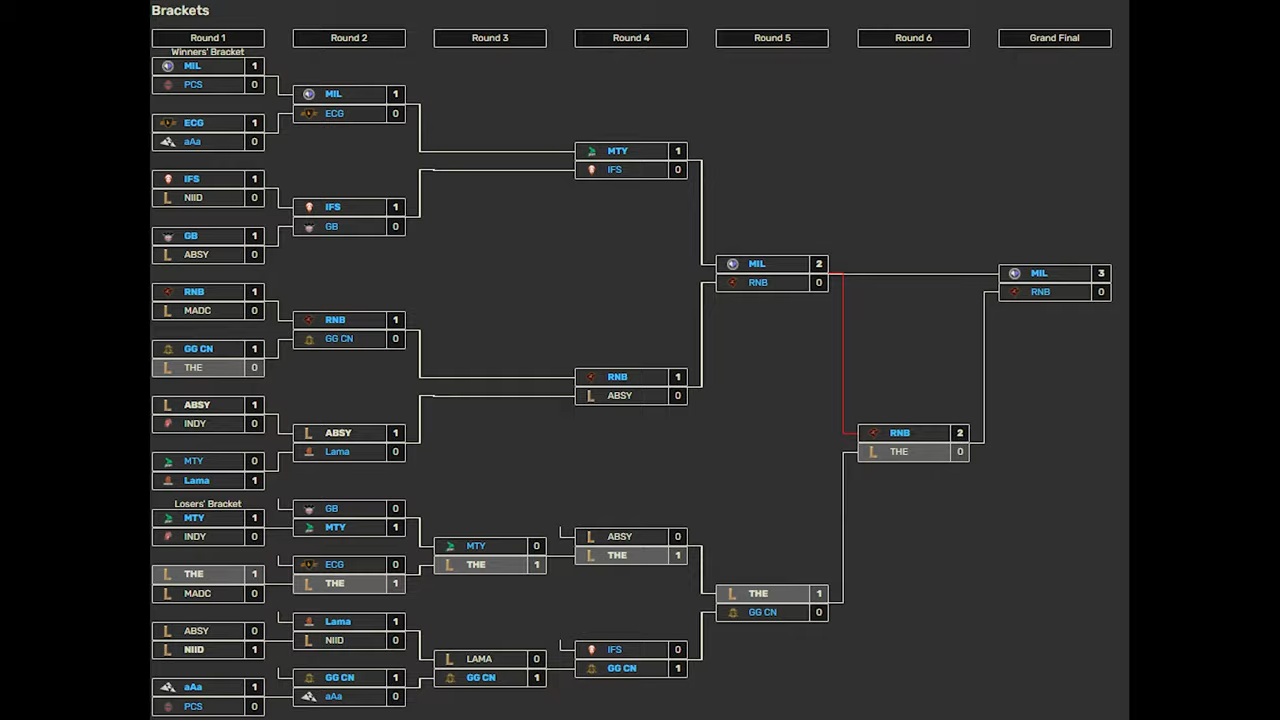 Brackets
Round 1
Round 2
Round 3
Round 4
Round 5
Round 6
Grand Final
Winners' Bracket
MIL 1
PCS 0
ECG 1
aAa 0
IFS 1
NIID 0
GB 1
ABSY 0
RNB 1
MADC 0
GG CN 1
THE 0
ABSY 1
INDY 0
MTY 0
Lama 1
Losers' Bracket
MTY 1
INDY 0
THE 1
MADC 0
ABSY 0
NIID 1
aAa 1
PCS 0
MIL 1
ECG 0
IFS 1
GB 0
RNB 1
GG CN 0
ABSY 1
Lama 0
GB 0
MTY 1
ECG 0
THE 1
Lama 1
NIID 0
GG CN 1
aAa 0
MTY 0
THE 1
LAMA 0
GG CN 1
MTY 1
IFS 0
RNB 1
ABSY 0
ABSY 0
THE 1
IFS 0
GG CN 1
MIL 2
RNB 0
THE 1
GG CN 0
RNB 2
THE 0
MIL 3
RNB 0